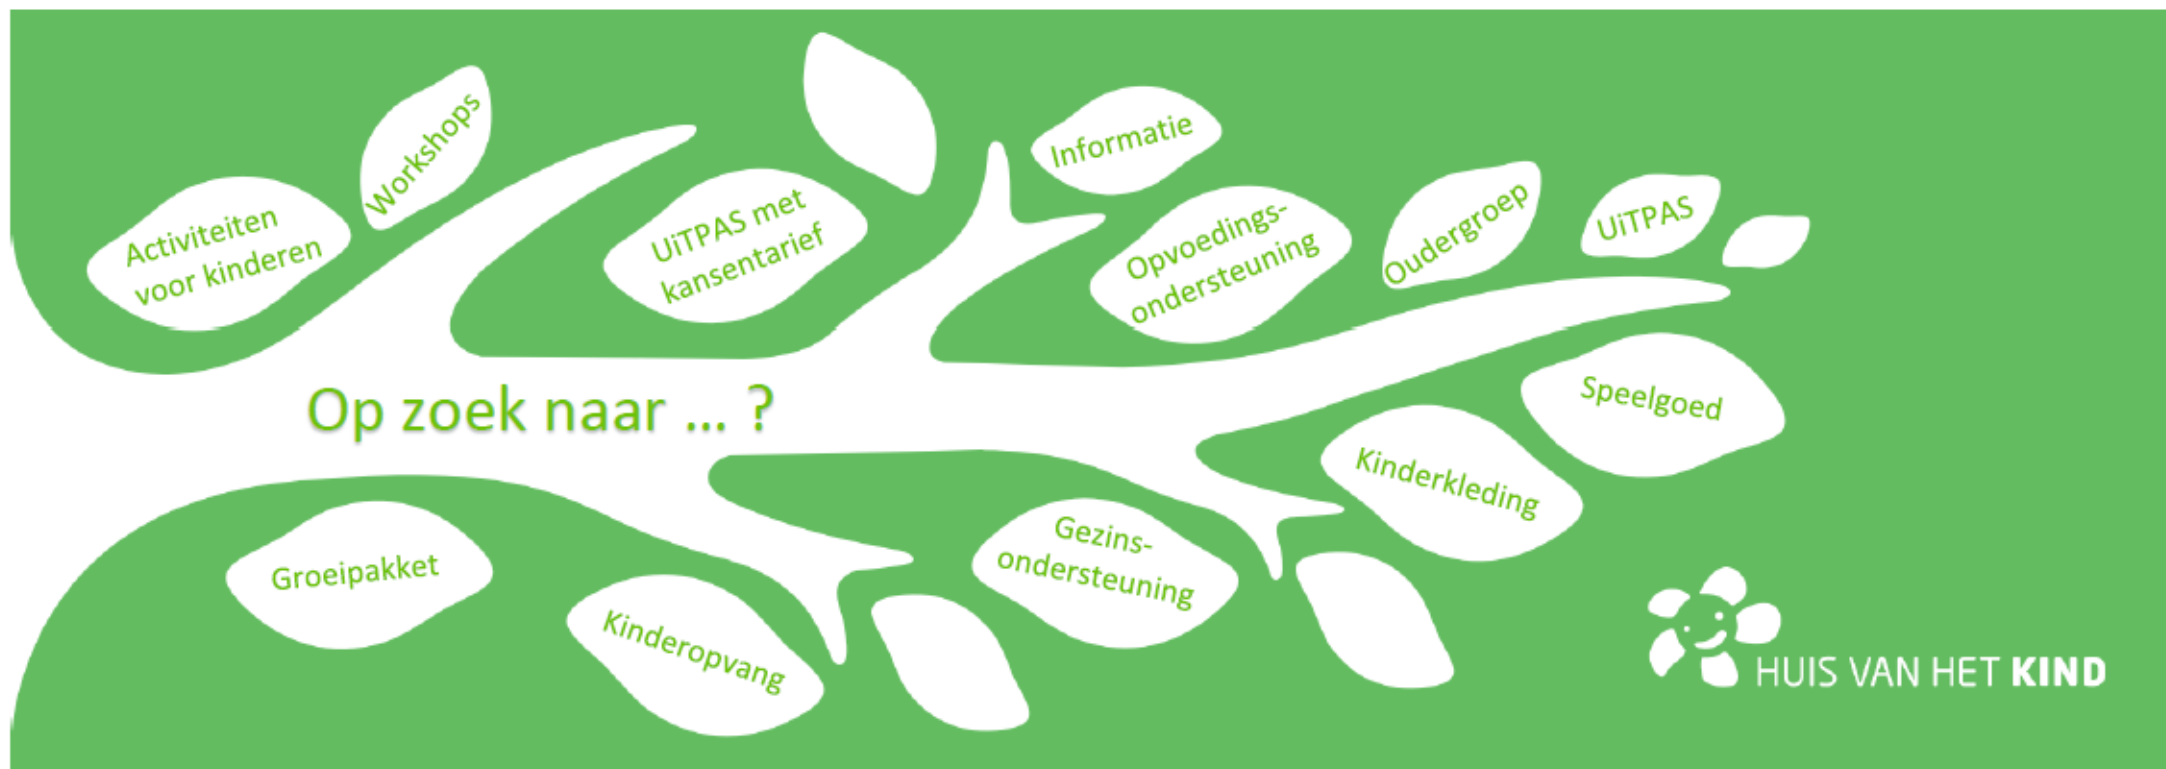 Workshops
Activiteiten
voor kinderen
UiTPAS met
kansentarief
Informatie
Opvoedings-
ondersteuning
Oudergroep
UiTPAS
Op zoek naar ... ?
Speelgoed
Kinderkleding
Gezins-
ondersteuning
Groeipakket
Kinderopvang
HUIS VAN HET KIND